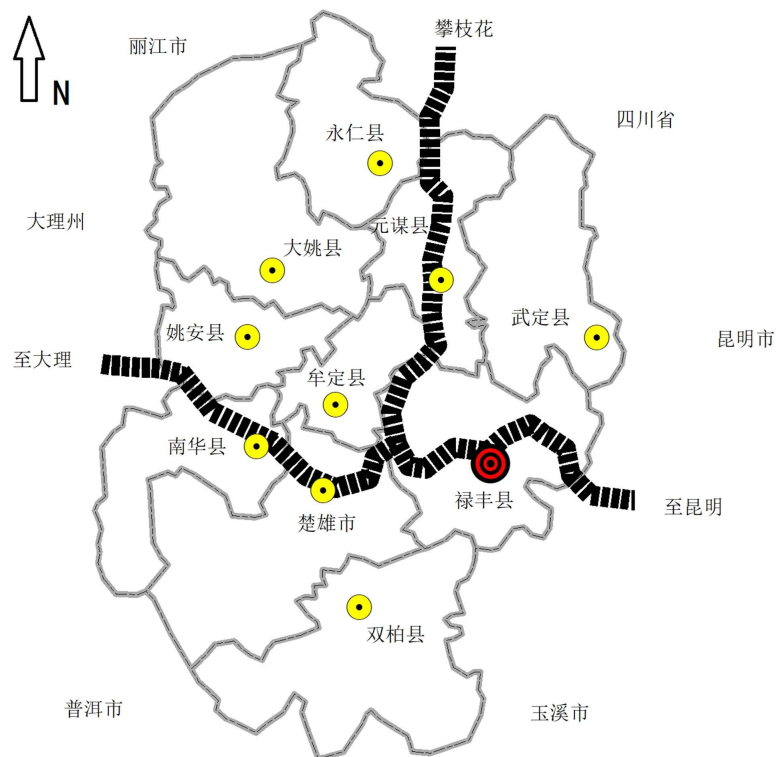 攀枝花
丽江市
N
四川省
永仁县
大理州
元谋县
大姚县
武定县
姚安县
昆明市
至大理
牟定县
南华县
禄丰县
至昆明
楚雄市
双柏县
普洱市
玉溪市